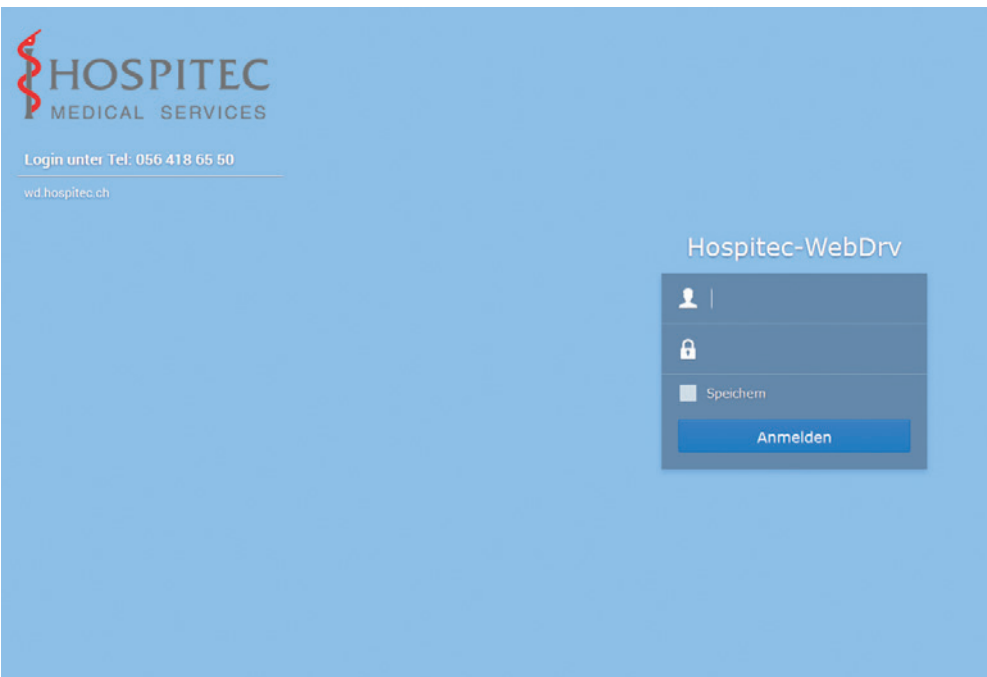 HOSPITEC
MEDICAL SERVICES
Login unter Tel: 056 418 65 50
wd.hospitec.ch
Hospitec-WebDrv
Speichern
Anmelden